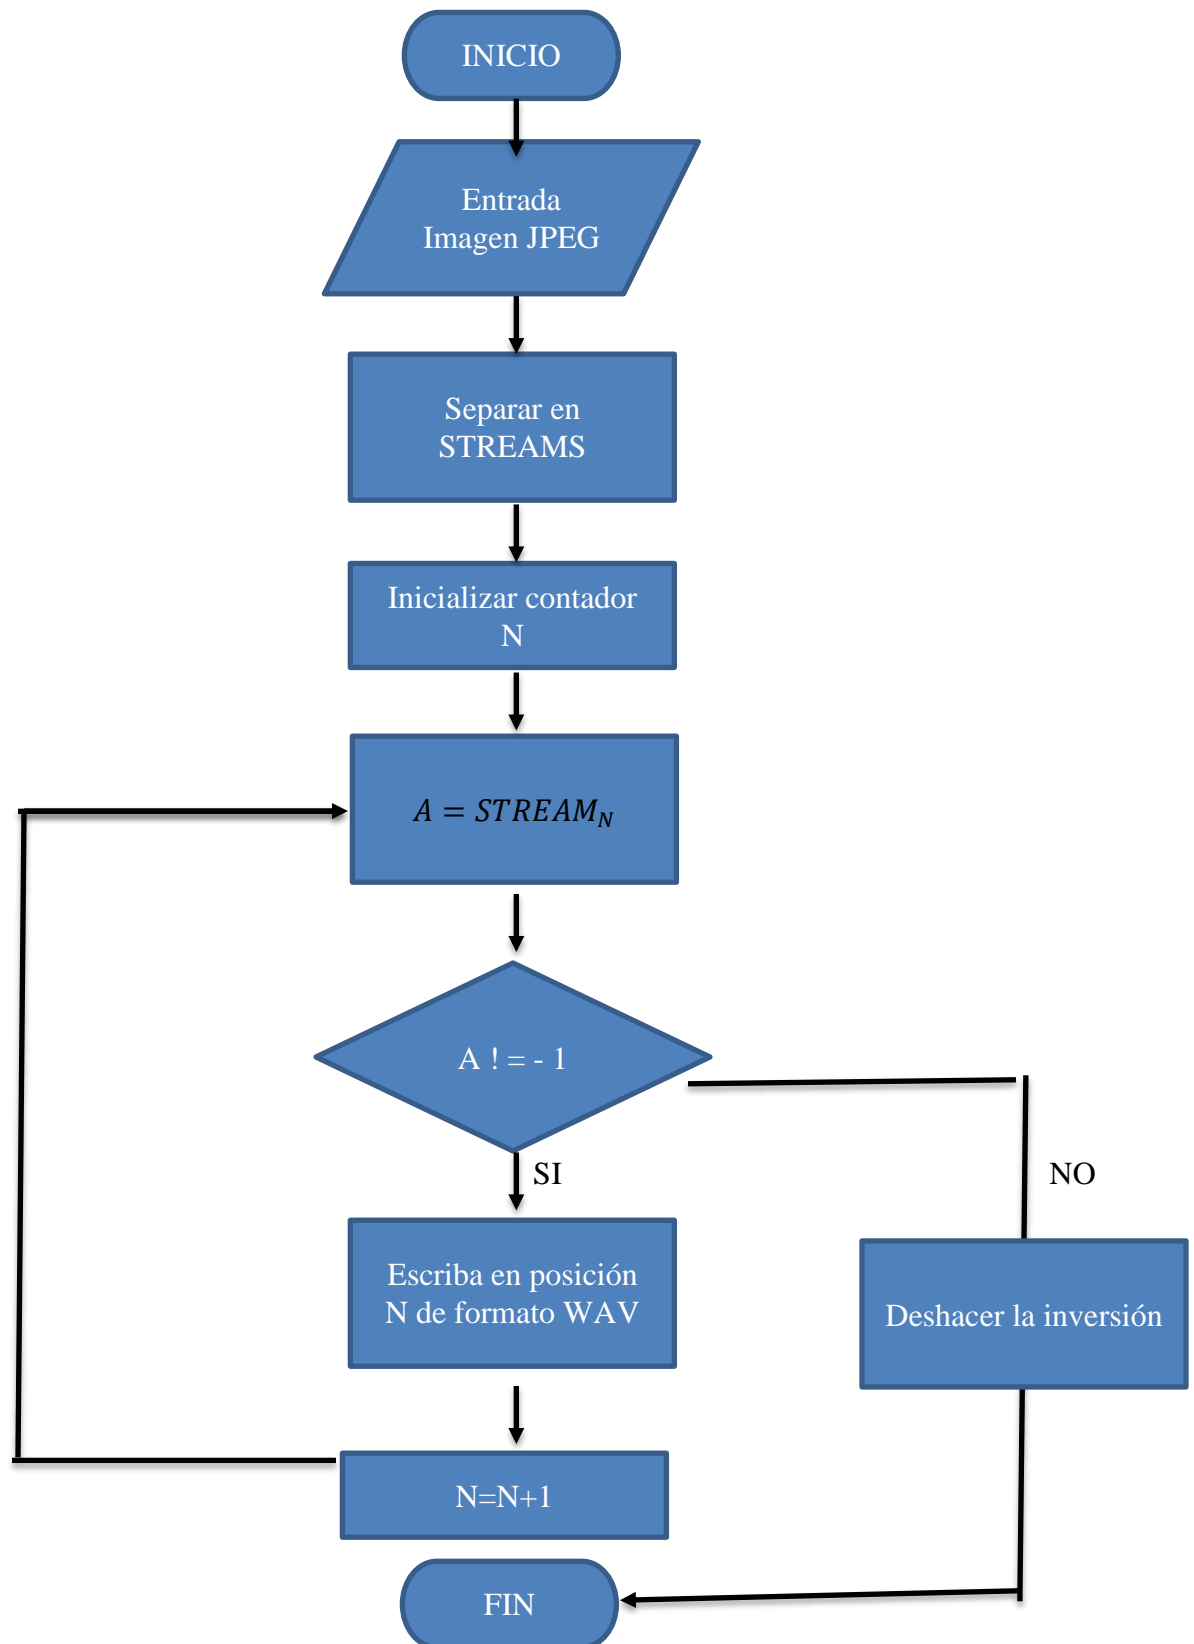 INICIO
Entrada
Imagen JPEG
Separar en
STREAMS
Inicializar contador
N
A = STREAM_N
A ! = - 1
SI
NO
Escriba en posición
N de formato WAV
Deshacer la inversión
N=N+1
FIN